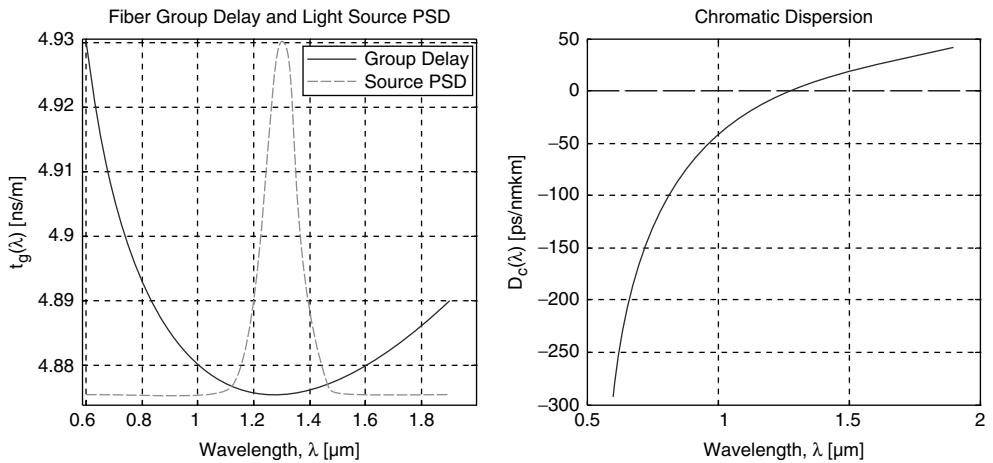 Fiber Group Delay and Light Source PSD
4.93
4.92
4.91
4.9
4.89
4.88
t_g(λ) [ns/m]
Group Delay
Source PSD
0.6 0.8 1 1.2 1.4 1.6 1.8
Wavelength, λ [µm]
Chromatic Dispersion
50
0
−50
−100
−150
−200
−250
−300
D_c(λ) [ps/nmkm]
0.5 1 1.5 2
Wavelength, λ [µm]